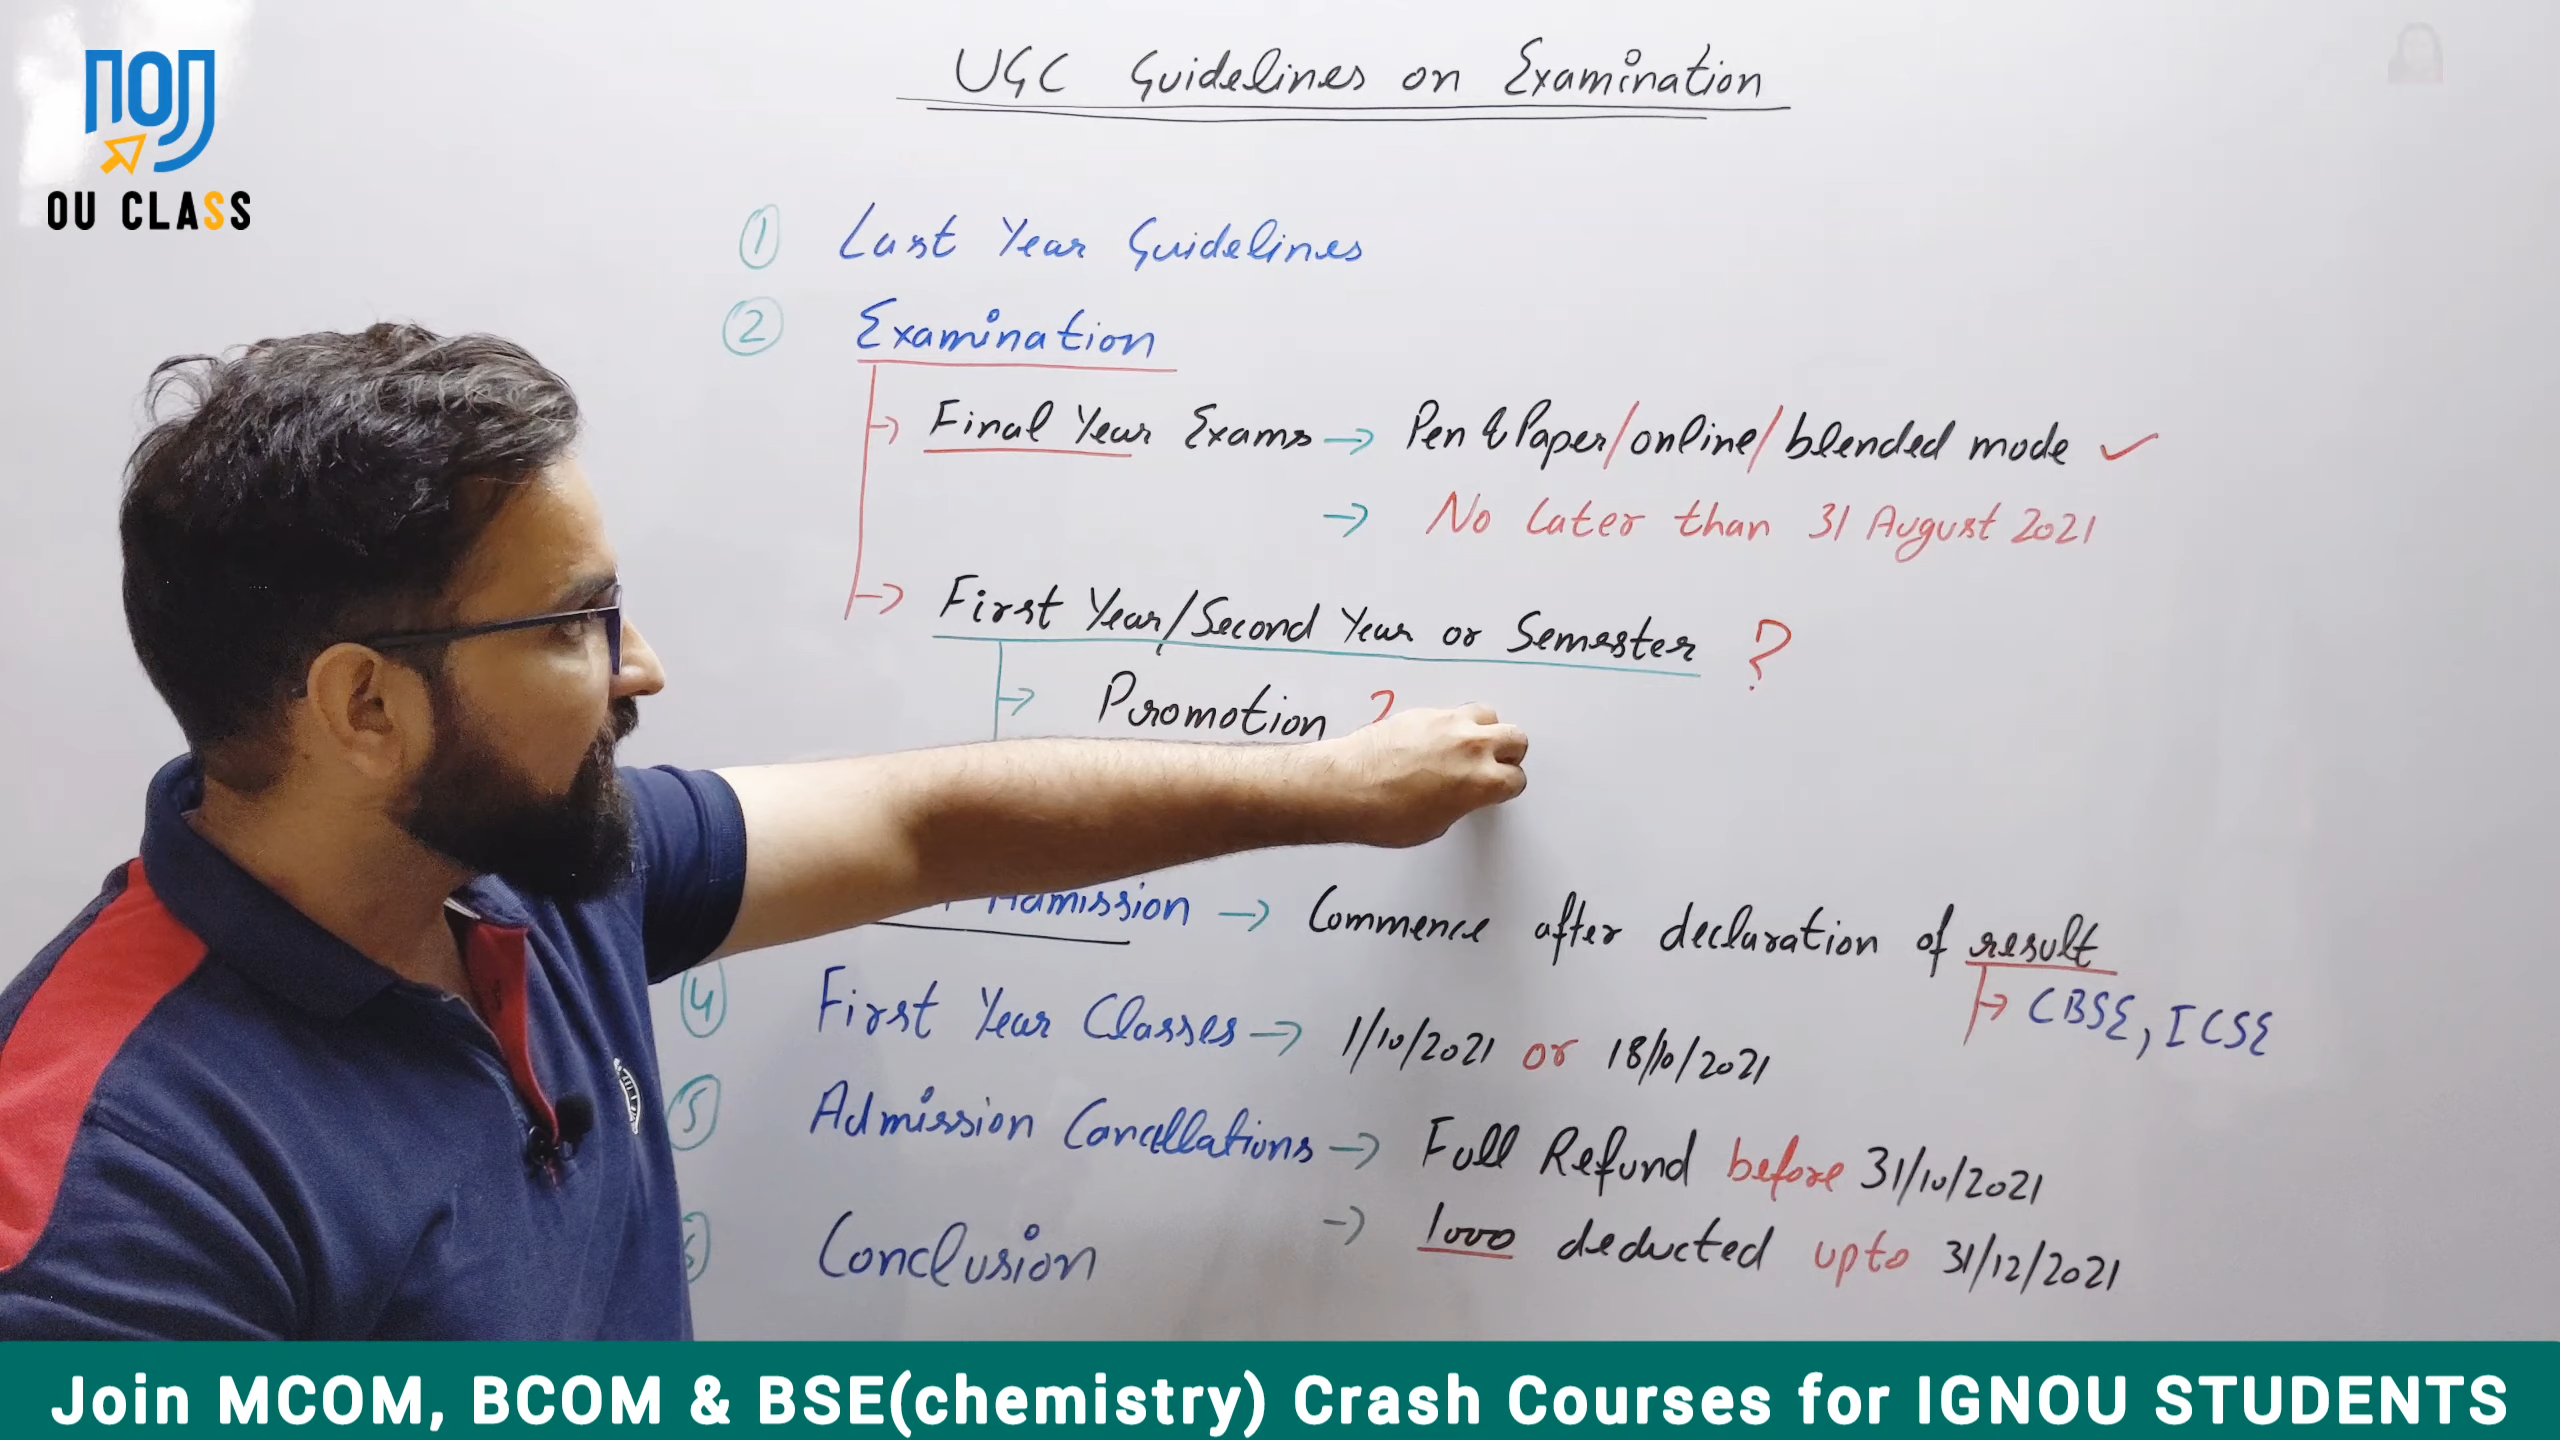 OU CLASS
UGC Guidelines on Examination
1 Last Year Guidelines
2 Examination
→ Final Year Exams → Pen & Paper/online/blended mode ✓
→ No later than 31 August 2021
→ First Year/Second Year or Semester ?
→ Promotion ?
Admission → Commence after declaration of result
→ CBSE, ICSE
4 First Year Classes → 1/10/2021 or 18/10/2021
5 Admission Cancellations → Full Refund before 31/10/2021
→ 1000 deducted upto 31/12/2021
6 Conclusion
Join MCOM, BCOM & BSE(chemistry) Crash Courses for IGNOU STUDENTS